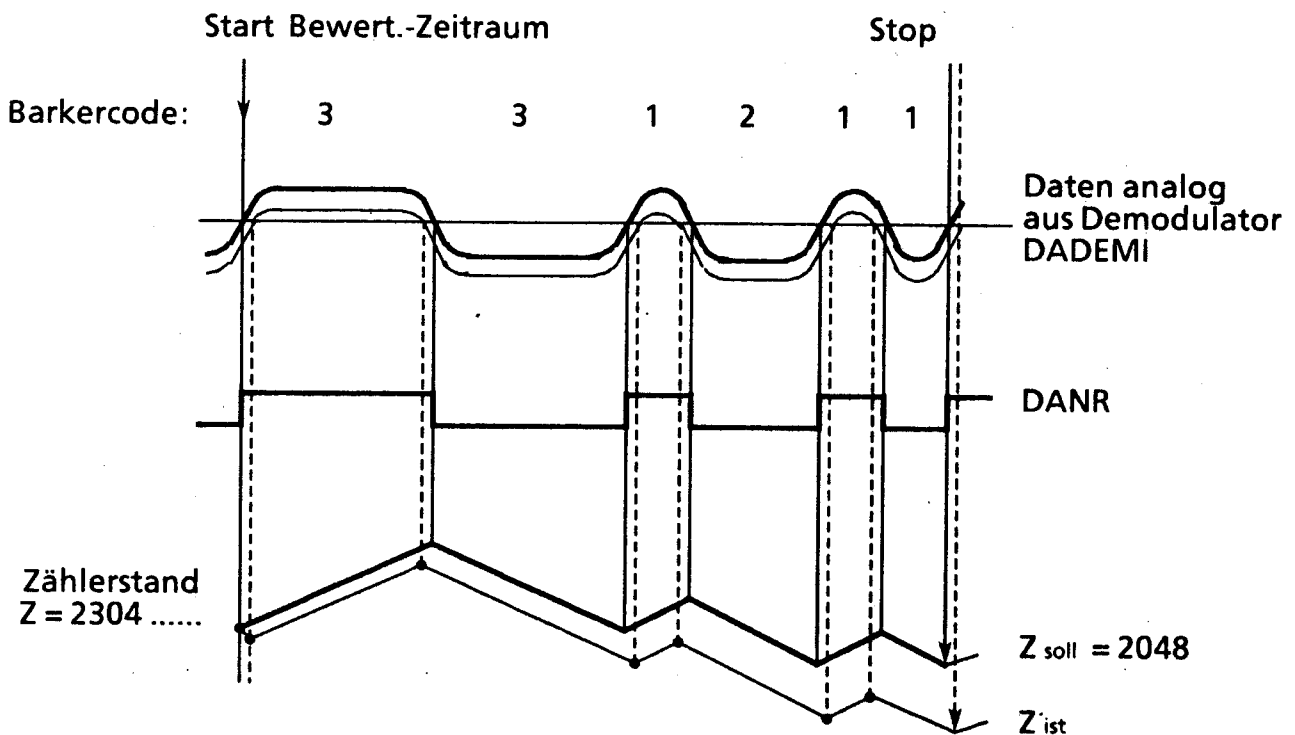 Start Bewert.-Zeitraum
Stop
Barkercode: 3 3 1 2 1 1
Daten analog
aus Demodulator
DADEMI
DANR
Zählerstand
Z = 2304 ......
Z soll = 2048
Z ist